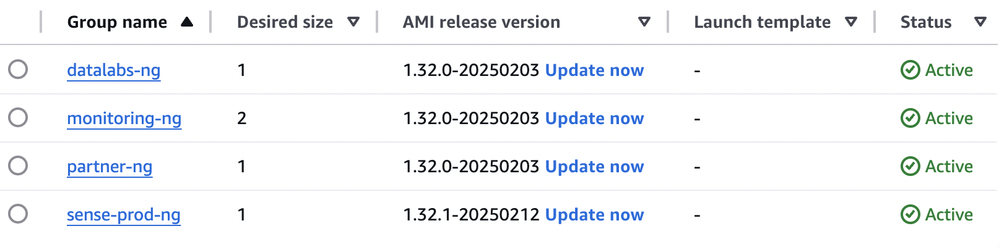 Group name Desired size AMI release version Launch template Status
datalabs-ng 1 1.32.0-20250203 Update now - Active
monitoring-ng 2 1.32.0-20250203 Update now - Active
partner-ng 1 1.32.0-20250203 Update now - Active
sense-prod-ng 1 1.32.1-20250212 Update now - Active